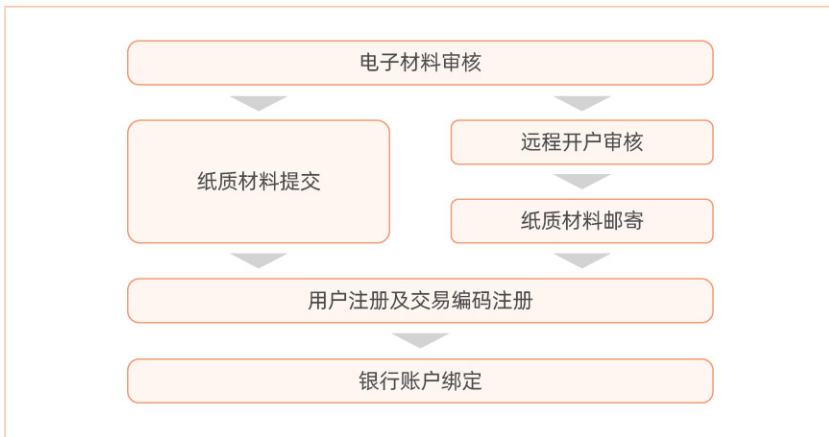 电子材料审核
纸质材料提交
远程开户审核
纸质材料邮寄
用户注册及交易编码注册
银行账户绑定